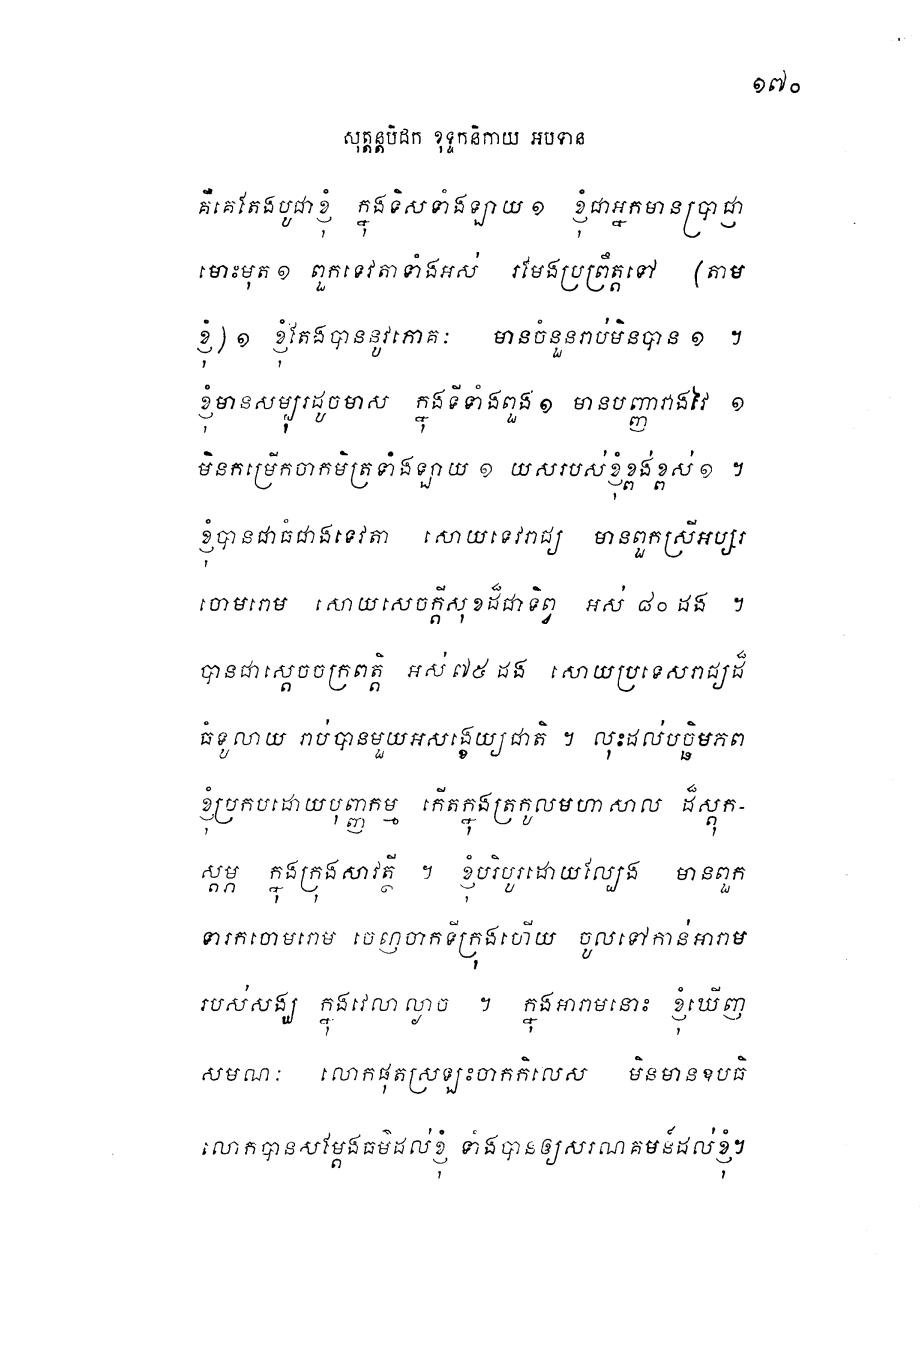 ១៧០
សុត្តន្តបិដក ខុទ្ទកនិកាយ អបទាន
គឺគេតែងបូជាខ្ញុំ ក្នុងទិសទាំងឡាយ ១ ខ្ញុំជាអ្នកមានប្រាជ្ញា
មោះមុត ១ ពួកទេវតាទាំងអស់ រមែងប្រព្រឹត្តទៅ (តាម
ខ្ញុំ) ១ ខ្ញុំតែងបាននូវភោគៈ មានចំនួនរាប់មិនបាន ១ ។
ខ្ញុំមានសម្បុរដូចមាស ក្នុងទីទាំងពួង ១ មានបញ្ញាវាងវៃ ១
មិនកម្រើកចាកមិត្រទាំងឡាយ ១ យសរបស់ខ្ញុំខ្ពង់ខ្ពស់ ១ ។
ខ្ញុំបានជាធំជាងទេវតា សោយទេវរាជ្យ មានពួកស្រីអប្សរ
ចោមរោម សោយសេចក្តីសុខដ៏ជាទិព្វ អស់ ៨០ ដង ។
បានជាស្តេចចក្រពត្តិ អស់ ៧៥ ដង សោយប្រទេសរាជ្យដ៏
ធំទូលាយ រាប់បានមួយអសង្ខេយ្យជាតិ ។ លុះដល់បច្ឆិមភព
ខ្ញុំប្រកបដោយបុញ្ញកម្ម កើតក្នុងត្រកូលមហាសាល ដ៏ស្តុក-
ស្តម្ភ ក្នុងក្រុងសាវត្ថី ។ ខ្ញុំបរិបូរដោយល្បែង មានពួក
ទារកចោមរោម ចេញចាកទីក្រុងហើយ ចូលទៅកាន់អារាម
របស់សង្ឃ ក្នុងវេលាល្ងាច ។ ក្នុងអារាមនោះ ខ្ញុំឃើញ
សមណៈ លោកផុតស្រឡះចាកកិលេស មិនមានឧបធិ
លោកបានសម្តែងធម៌ដល់ខ្ញុំ ទាំងបានឲ្យសរណគមន៍ដល់ខ្ញុំ។